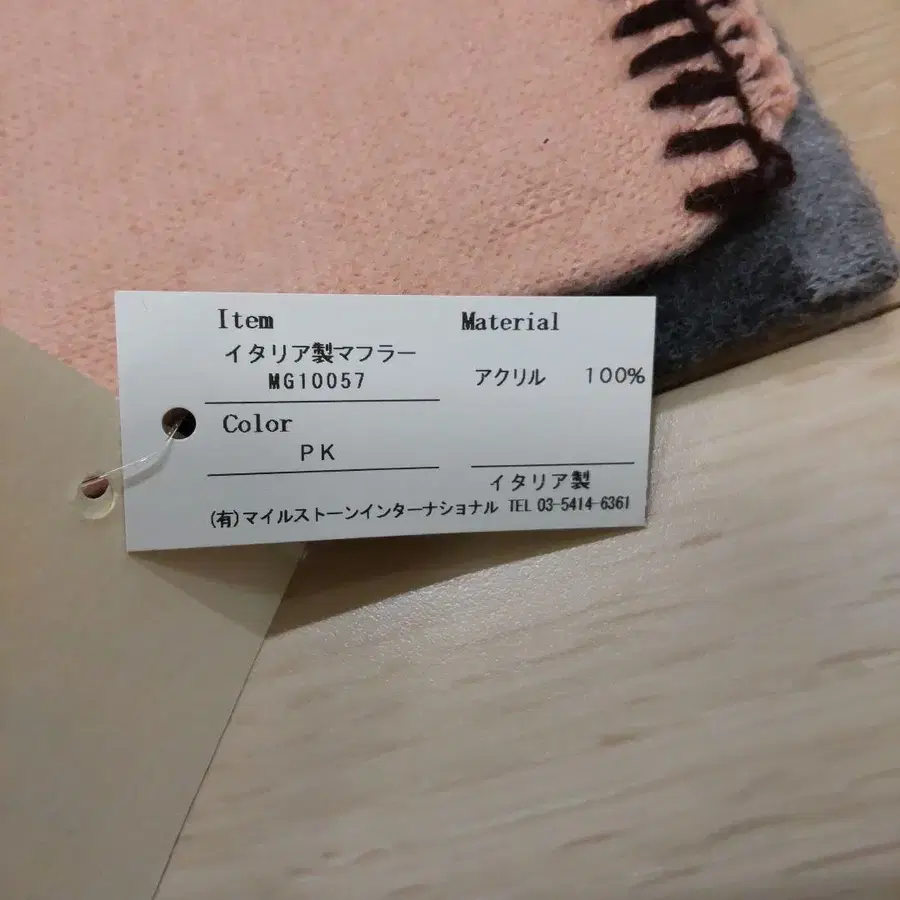 Item
イタリア製マフラー
MG10057
Color
PK
Material
アクリル 100%
イタリア製
(有)マイルストーンインターナショナル TEL 03-5414-6361